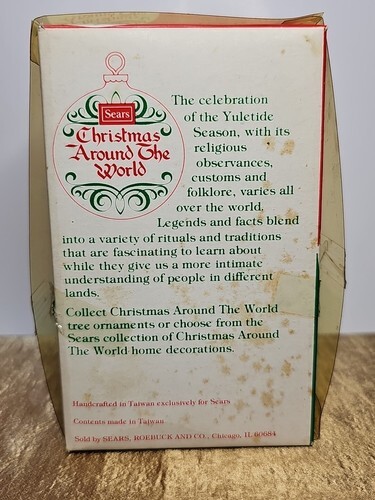 Sears
Christmas
Around The
World
The celebration
of the Yuletide
Season, with its
religious
observances,
customs and
folklore, varies all
over the world.
Legends and facts blend
into a variety of rituals and traditions
that are fascinating to learn about
while they give us a more intimate
understanding of people in different
lands.
Collect Christmas Around The World
tree ornaments or choose from the
Sears collection of Christmas Around
The World home decorations.
Handcrafted in Taiwan exclusively for Sears
Contents made in Taiwan
Sold by SEARS, ROEBUCK AND CO., Chicago, IL 60684